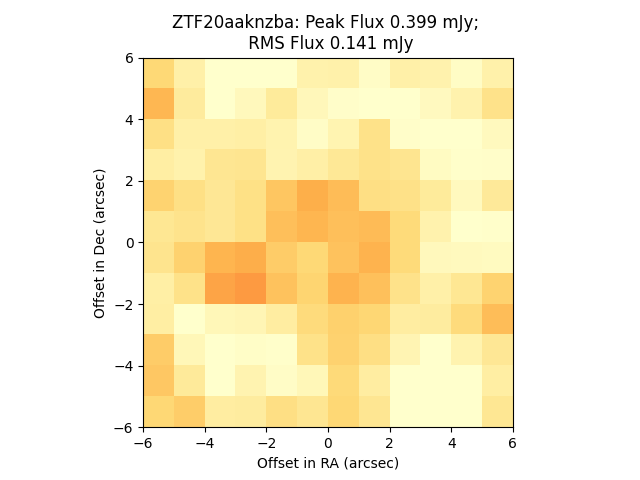 ZTF20aaknzba: Peak Flux 0.399 mJy;
RMS Flux 0.141 mJy
6
4
2
0
−2
−4
−6
Offset in Dec (arcsec)
−6 −4 −2 0 2 4 6
Offset in RA (arcsec)